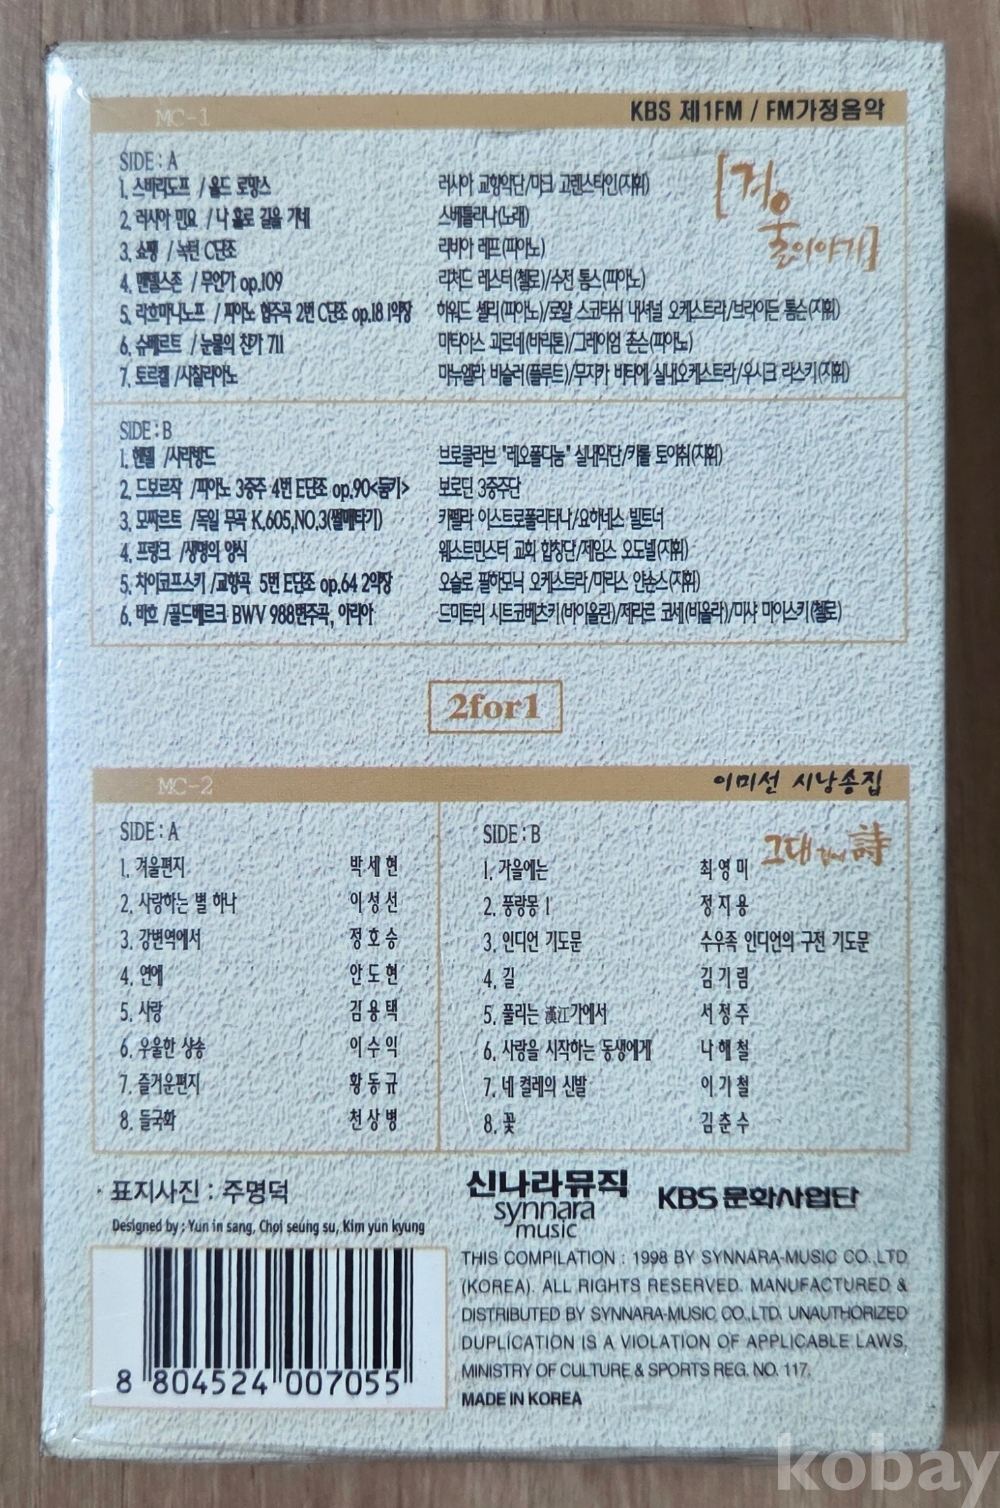 MC-1
KBS 제1FM / FM가정음악
[겨울이야기]
SIDE : A
1. 스비리도프 / 올드 로망스 러시아 교향악단/마크 고렌스타인(지휘)
2. 러시아 민요 / 나 홀로 길을 가네 스베틀라나(노래)
3. 쇼팽 / 녹턴 C단조 리비아 레프(피아노)
4. 멘델스존 / 무언가 op.109 리처드 레스터(첼로)/수전 톰스(피아노)
5. 라흐마니노프 / 피아노 협주곡 2번 C단조 op.18 1악장 하워드 셸리(피아노)/로얄 스코티쉬 내셔널 오케스트라/브라이든 톰슨(지휘)
6. 슈베르트 / 눈물의 찬가 711 마티아스 괴르네(바리톤)/그레이엄 존슨(피아노)
7. 토르켈 /시칠리아노 마뉴엘라 비슬러(플루트)/무지카 비타에 실내오케스트라/우시크 라스키(지휘)
SIDE : B
1. 헨델 /사라방드 브로클라브 "레오폴디눔" 실내악단/카롤 토이취(지휘)
2. 드보르작 /피아노 3중주 4번 E단조 op.90<둠키> 보로딘 3중주단
3. 모짜르트 /독일 무곡 K.605,NO.3(썰매타기) 카펠라 이스트로폴리타나/요하네스 빌트너
4. 프랑크 /생명의 양식 웨스트민스터 교회 합창단/제임스 오도넬(지휘)
5. 차이코프스키 /교향곡 5번 E단조 op.64 2악장 오슬로 필하모닉 오케스트라/마리스 얀손스(지휘)
6. 바흐 /골드베르크 BWV 988변주곡, 아리아 드미트리 시트코베츠키(바이올린)/제라르 코세(비올라)/미샤 마이스키(첼로)
2for1
MC-2
이미선 시낭송집
그대 詩
SIDE : A
1. 겨울편지 박세현
2. 사랑하는 별 하나 이성선
3. 강변역에서 정호승
4. 연애 안도현
5. 사랑 김용택
6. 우울한 샹송 이수익
7. 즐거운편지 황동규
8. 들국화 천상병
SIDE : B
1. 가을에는 최영미
2. 풍랑몽 1 정지용
3. 인디언 기도문 수우족 인디언의 구전 기도문
4. 길 김기림
5. 풀리는 漢江가에서 서정주
6. 사랑을 시작하는 동생에게 나해철
7. 네 켤레의 신발 이기철
8. 꽃 김춘수
· 표지사진 : 주명덕
Designed by ; Yun in sang, Choi seung su, Kim yun kyung
신나라뮤직
synnara
music
KBS 문화사업단
THIS COMPILATION : 1998 BY SYNNARA-MUSIC CO. LTD
(KOREA). ALL RIGHTS RESERVED. MANUFACTURED &
DISTRIBUTED BY SYNNARA-MUSIC CO.,LTD. UNAUTHORIZED
DUPLICATION IS A VIOLATION OF APPLICABLE LAWS,
MINISTRY OF CULTURE & SPORTS REG. NO. 117.
MADE IN KOREA
8 804524 007055
kobay